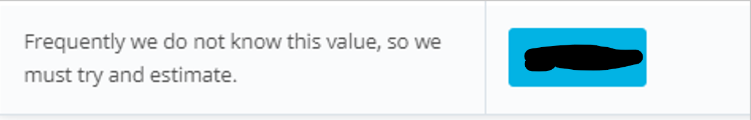 Frequently we do not know this value, so we
must try and estimate.